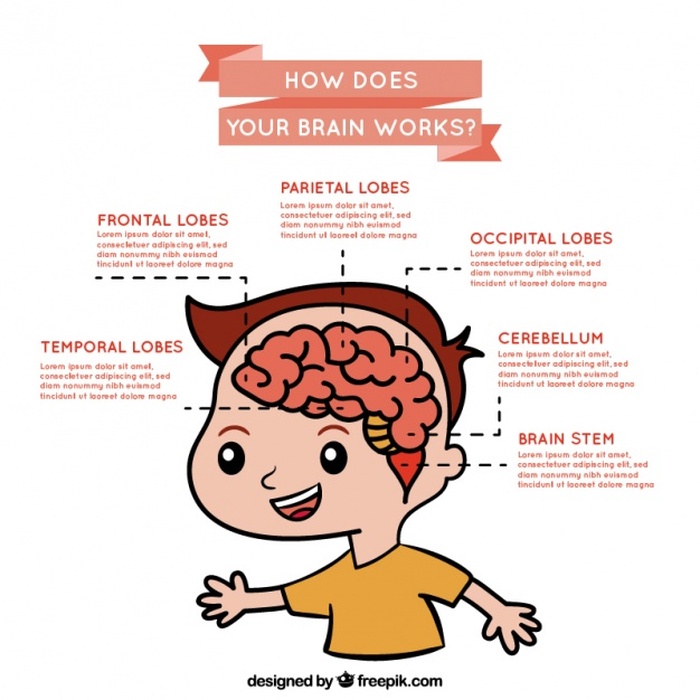 HOW DOES
YOUR BRAIN WORKS?
PARIETAL LOBES
Lorem ipsum dolor sit amet,
consectetuer adipiscing elit, sed
diam nonummy nibh euismod
tincidunt ul laoreet dolore magna
FRONTAL LOBES
Lorem ipsum dolor sit amet,
consectetuer adipiscing elit, sed
diam nonummy nibh euismod
tincidunt ut laoreet dolore magna
OCCIPITAL LOBES
Lorem ipsum dolor sit amet,
consectetuer adipiscing elit, sed
diam nonummy nibh euismod
tincidunt ut laoreet dolore magna
TEMPORAL LOBES
Lorem ipsum dolor sit amet,
consectetuer adipiscing elit, sed
diam nonummy nibh euismod
tincidunt ut laoreet dolore magna
CEREBELLUM
Lorem ipsum dolor sit amet,
consectetuer adipiscing elit, sed
diam nonummy nibh euismod
tincidunt ut laoreet dolore magna
BRAIN STEM
Lorem ipsum dolor sit amet,
consectetuer adipiscing elit, sed
diam nonummy nibh euismod
tincidunt ut laoreet dolore magna
designed by freepik.com